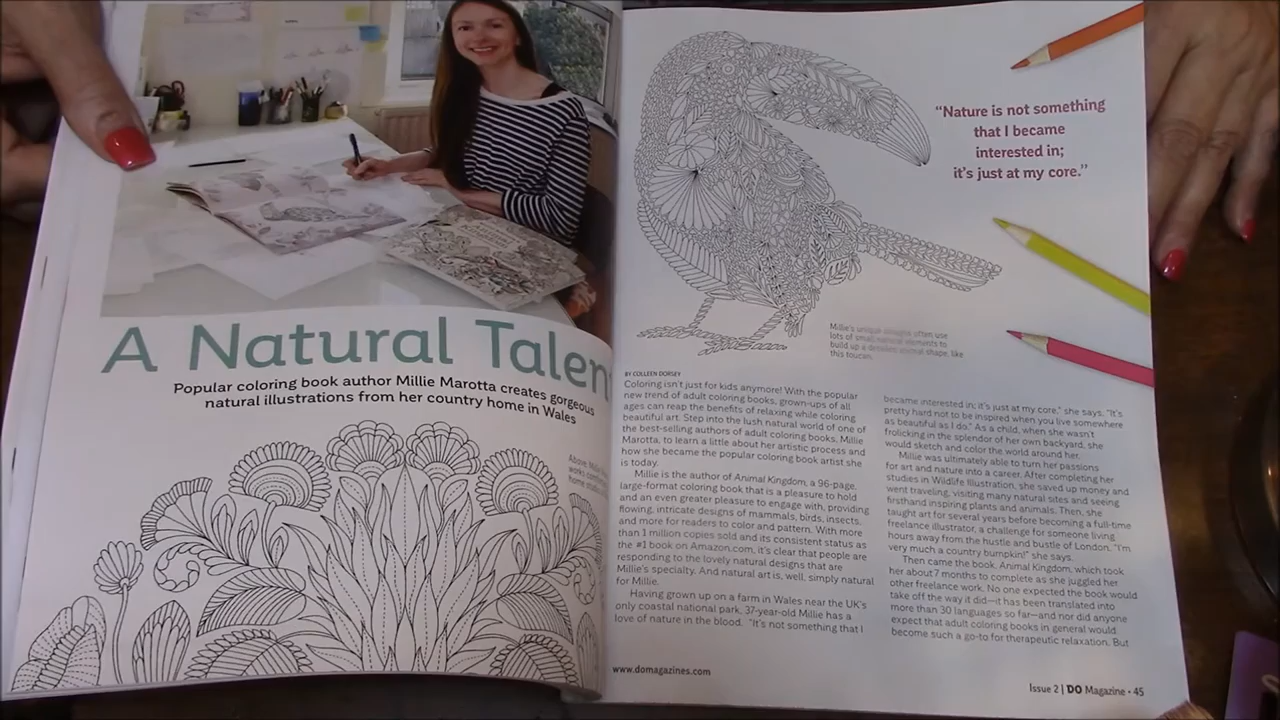 A Natural Talen
Popular coloring book author Millie Marotta creates gorgeous
natural illustrations from her country home in Wales
"Nature is not something
that I became
interested in;
it's just at my core."
Millie's unique designs often use
lots of small natural elements to
build up a detailed animal shape, like
this toucan.
BY COLLEEN DORSEY
Coloring isn't just for kids anymore! With the popular
new trend of adult coloring books, grown-ups of all
ages can reap the benefits of relaxing while coloring
beautiful art. Step into the lush natural world of one of
the best-selling authors of adult coloring books, Millie
Marotta, to learn a little about her artistic process and
how she became the popular coloring book artist she
is today.
Millie is the author of Animal Kingdom, a 96-page,
large-format coloring book that is a pleasure to hold
and an even greater pleasure to engage with, providing
flowing, intricate designs of mammals, birds, insects,
and more for readers to color and pattern. With more
than 1 million copies sold and its consistent status as
the #1 book on Amazon.com, it's clear that people are
responding to the lovely natural designs that are
Millie's specialty. And natural art is, well, simply natural
for Millie.
Having grown up on a farm in Wales near the UK's
only coastal national park, 37-year-old Millie has a
love of nature in the blood. "It's not something that I
became interested in; it's just at my core," she says. "It's
pretty hard not to be inspired when you live somewhere
as beautiful as I do." As a child, when she wasn't
frolicking in the splendor of her own backyard, she
would sketch and color the world around her.
Millie was ultimately able to turn her passions
for art and nature into a career. After completing her
studies in Wildlife Illustration, she saved up money and
went traveling, visiting many natural sites and seeing
firsthand inspiring plants and animals. Then, she
taught art for several years before becoming a full-time
freelance illustrator, a challenge for someone living
hours away from the hustle and bustle of London. "I'm
very much a country bumpkin!" she says.
Then came the book, Animal Kingdom, which took
her about 7 months to complete as she juggled her
other freelance work. No one expected the book would
take off the way it did—it has been translated into
more than 30 languages so far—and nor did anyone
expect that adult coloring books in general would
become such a go-to for therapeutic relaxation. But
www.domagazines.com
Issue 2 | DO Magazine • 45